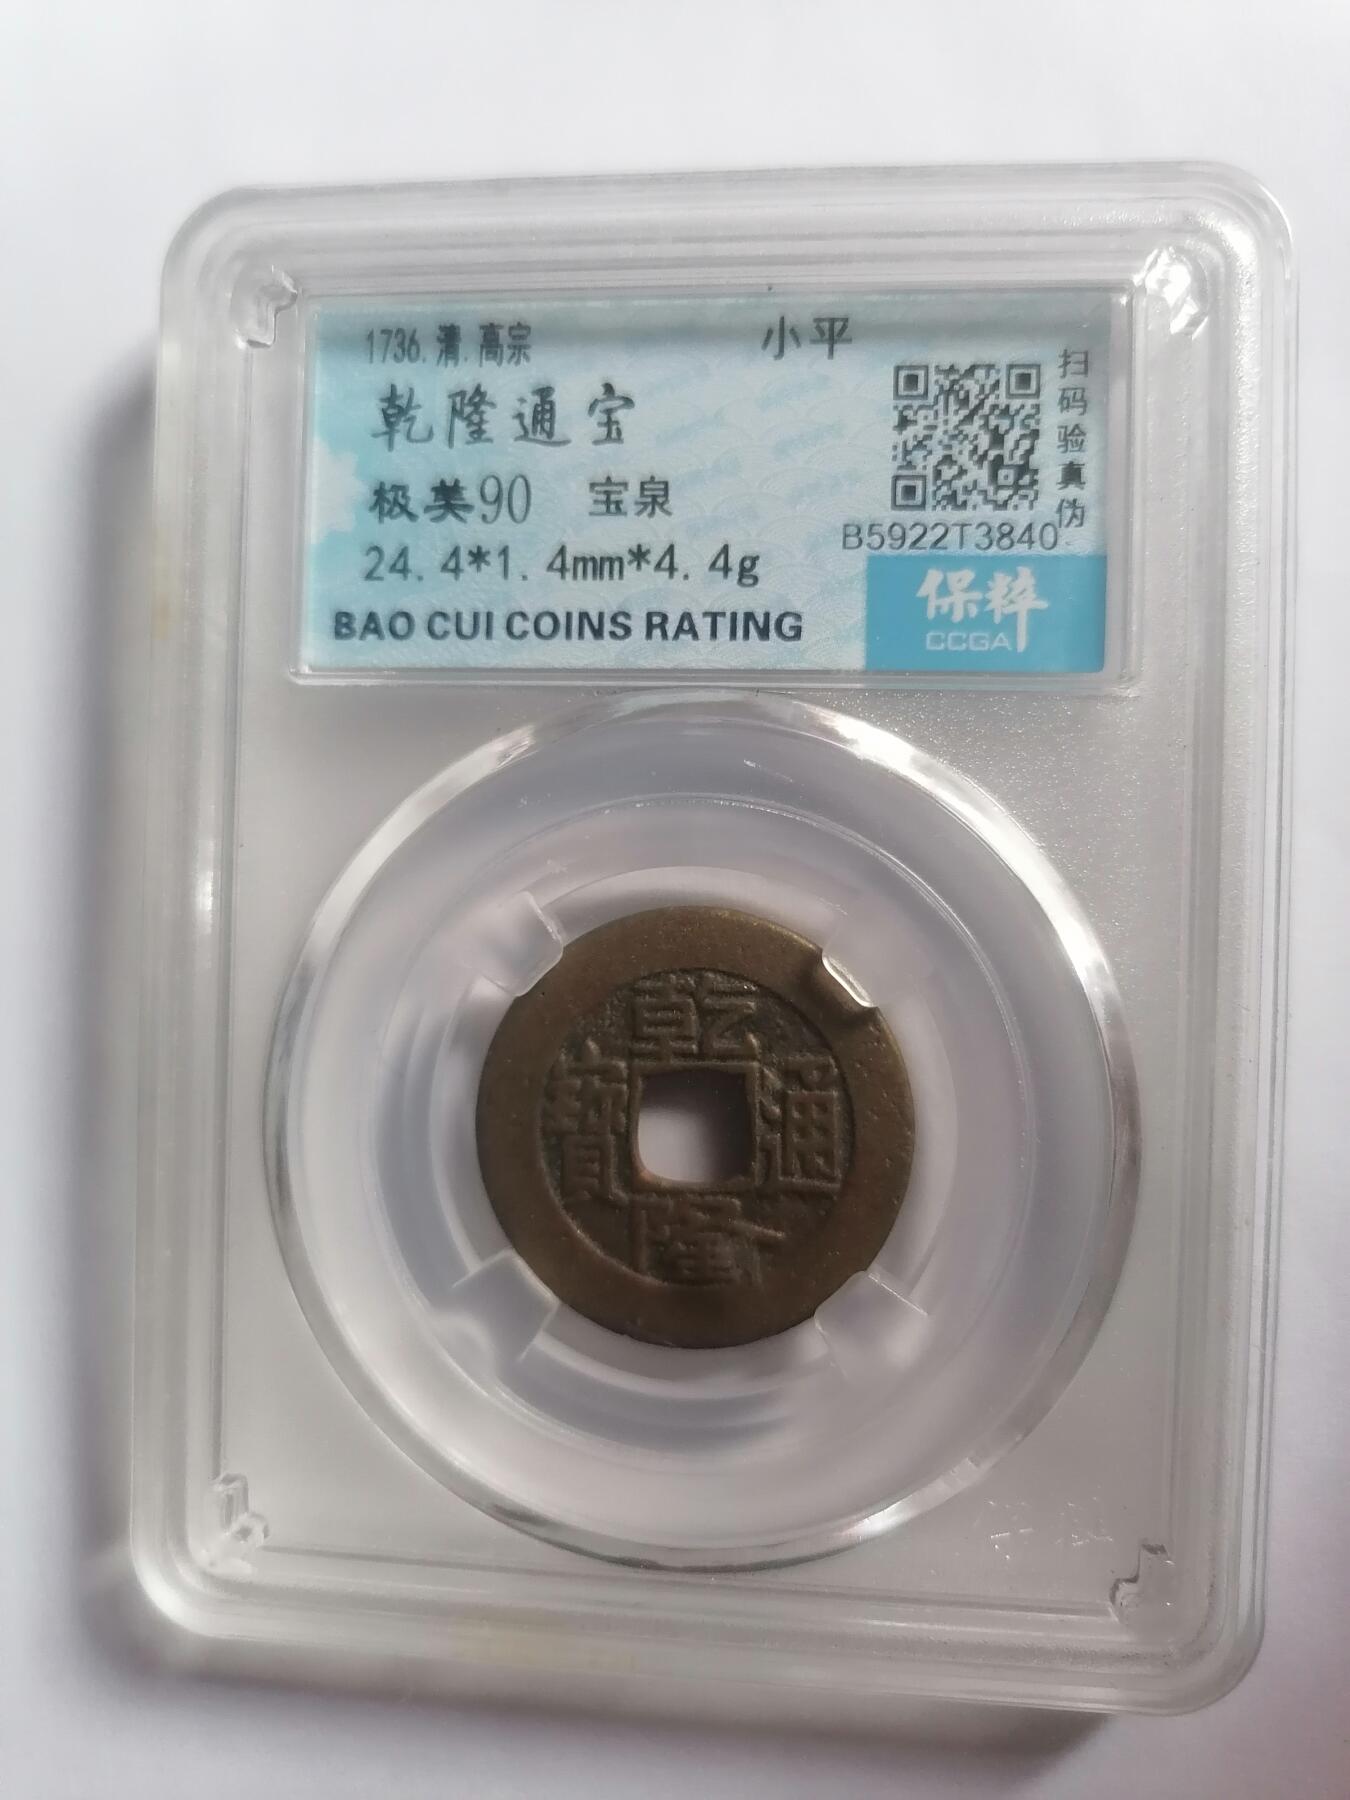 1736.清.高宗
小平
乾隆通宝
极美90 宝泉
24.4*1.4mm*4.4g
BAO CUI COINS RATING
扫码验真伪
B5922T3840
保粹
CCGA
乾隆通寳